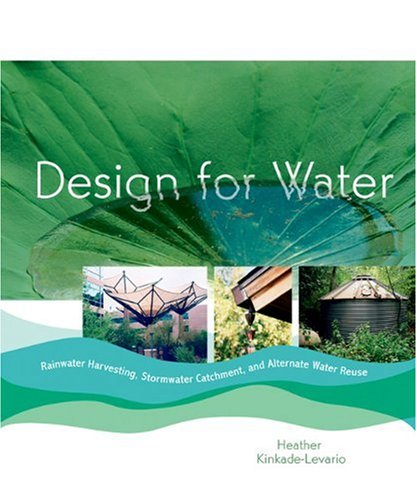 Design for Water
Rainwater Harvesting, Stormwater Catchment, and Alternate Water Reuse
Heather
Kinkade-Levario